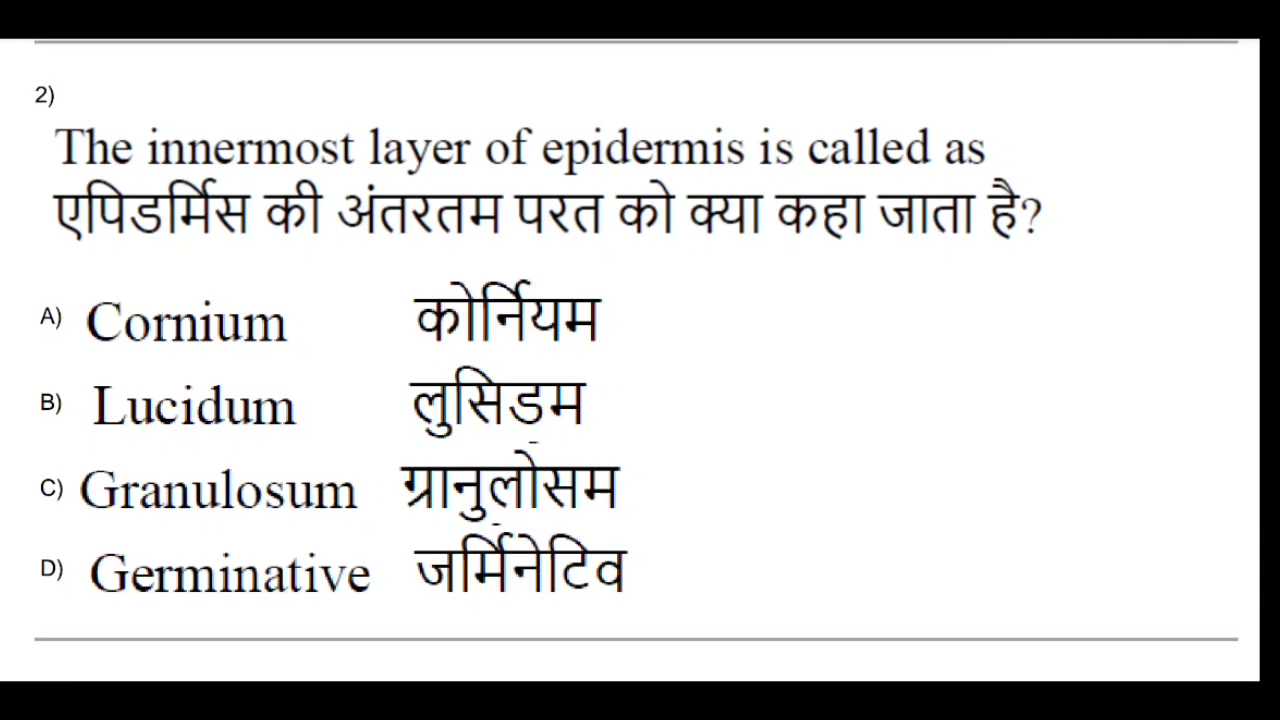 2)
The innermost layer of epidermis is called as
एपिडर्मिस की अंतरतम परत को क्या कहा जाता है?
A) Cornium कोर्नियम
B) Lucidum लुसिडम
C) Granulosum ग्रानुलोसम
D) Germinative जर्मिनेटिव